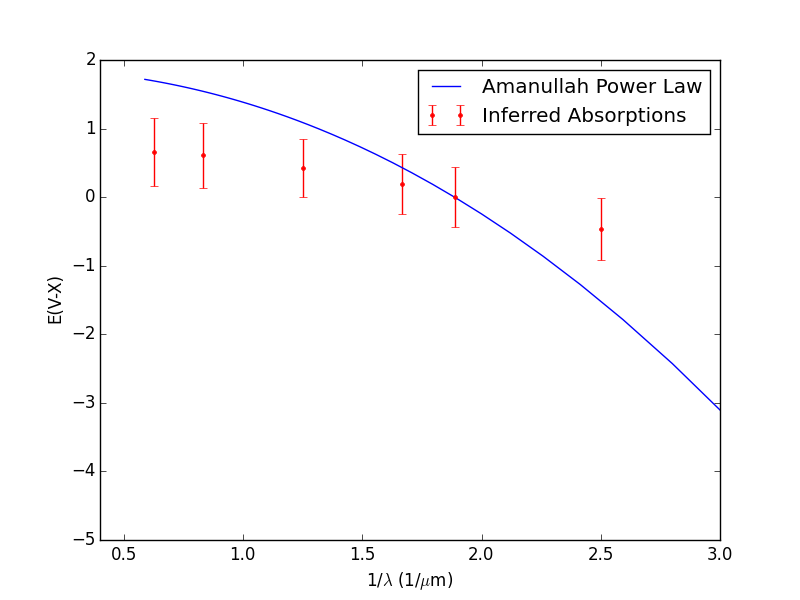 Amanullah Power Law
Inferred Absorptions
2
1
0
−1
−2
−3
−4
−5
E(V-X)
0.5 1.0 1.5 2.0 2.5 3.0
1/λ (1/μm)